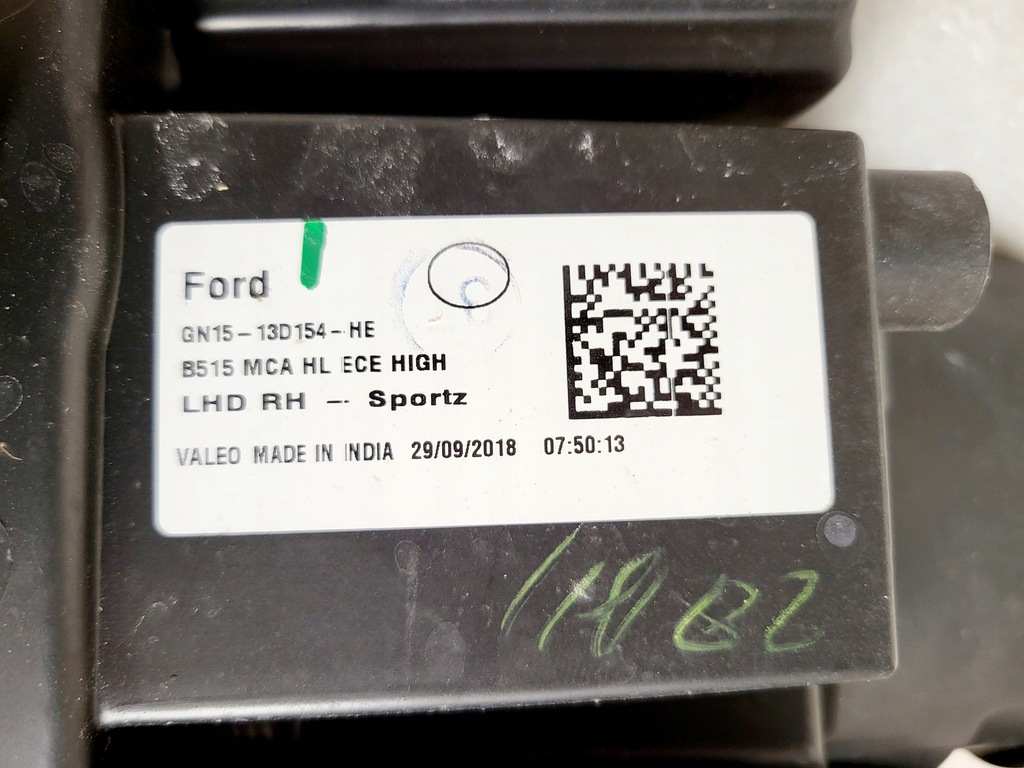 Ford
GN15-13D154-HE
B515 MCA HL ECE HIGH
LHD RH - Sportz
VALEO MADE IN INDIA 29/09/2018 07:50:13